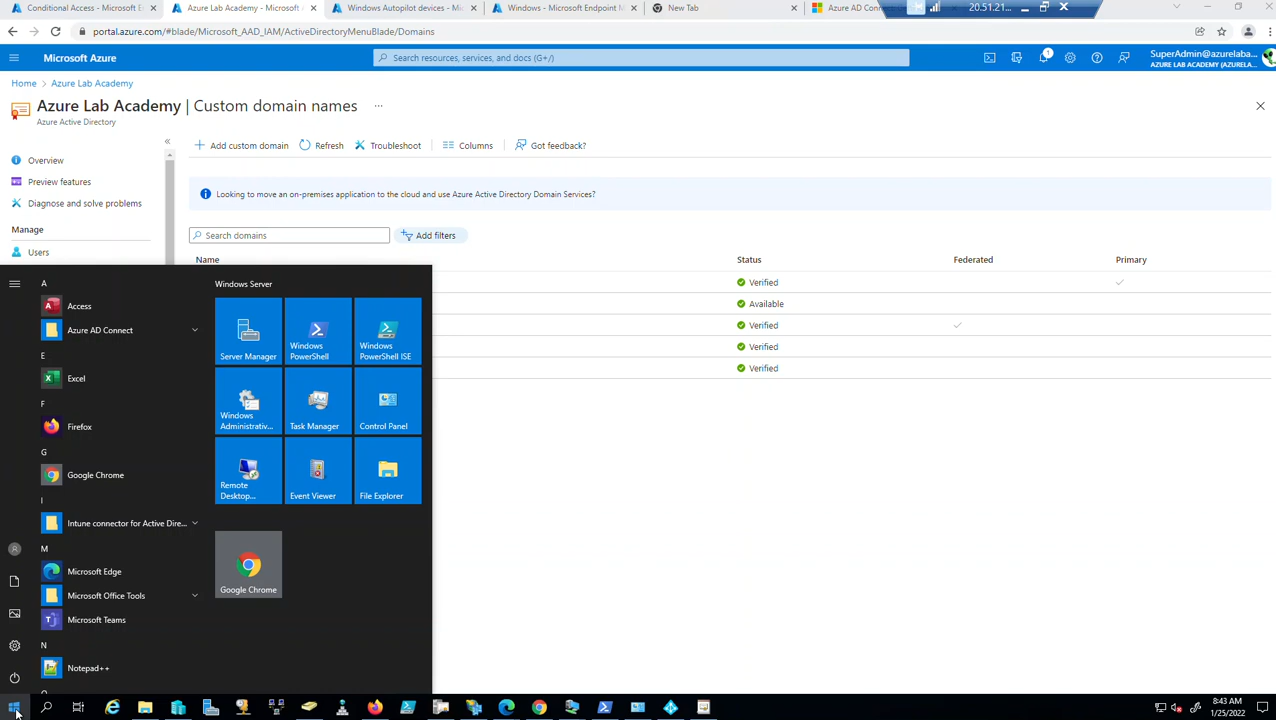 Conditional Access - Microsoft E
Azure Lab Academy - Microsoft A
Windows Autopilot devices - Mic
Windows - Microsoft Endpoint M
New Tab
Azure AD Con
20.51.21...
portal.azure.com/#blade/Microsoft_AAD_IAM/ActiveDirectoryMenuBlade/Domains
Microsoft Azure
Search resources, services, and docs (G+/)
1
SuperAdmin@azurelaba...
AZURE LAB ACADEMY (AZURELA...
Home > Azure Lab Academy
Azure Lab Academy | Custom domain names ...
Azure Active Directory
Add custom domain
Refresh
Troubleshoot
Columns
Got feedback?
Overview
Preview features
Diagnose and solve problems
Manage
Users
Looking to move an on-premises application to the cloud and use Azure Active Directory Domain Services?
Search domains
Add filters
Name Status Federated Primary
Verified
Available
Verified
Verified
Verified
A
Access
Azure AD Connect
E
Excel
F
Firefox
G
Google Chrome
I
Intune connector for Active Dire...
M
Microsoft Edge
Microsoft Office Tools
Microsoft Teams
N
Notepad++
Windows Server
Server Manager
Windows PowerShell
Windows PowerShell ISE
Windows Administrativ...
Task Manager
Control Panel
Remote Desktop...
Event Viewer
File Explorer
Google Chrome
8:43 AM
1/25/2022